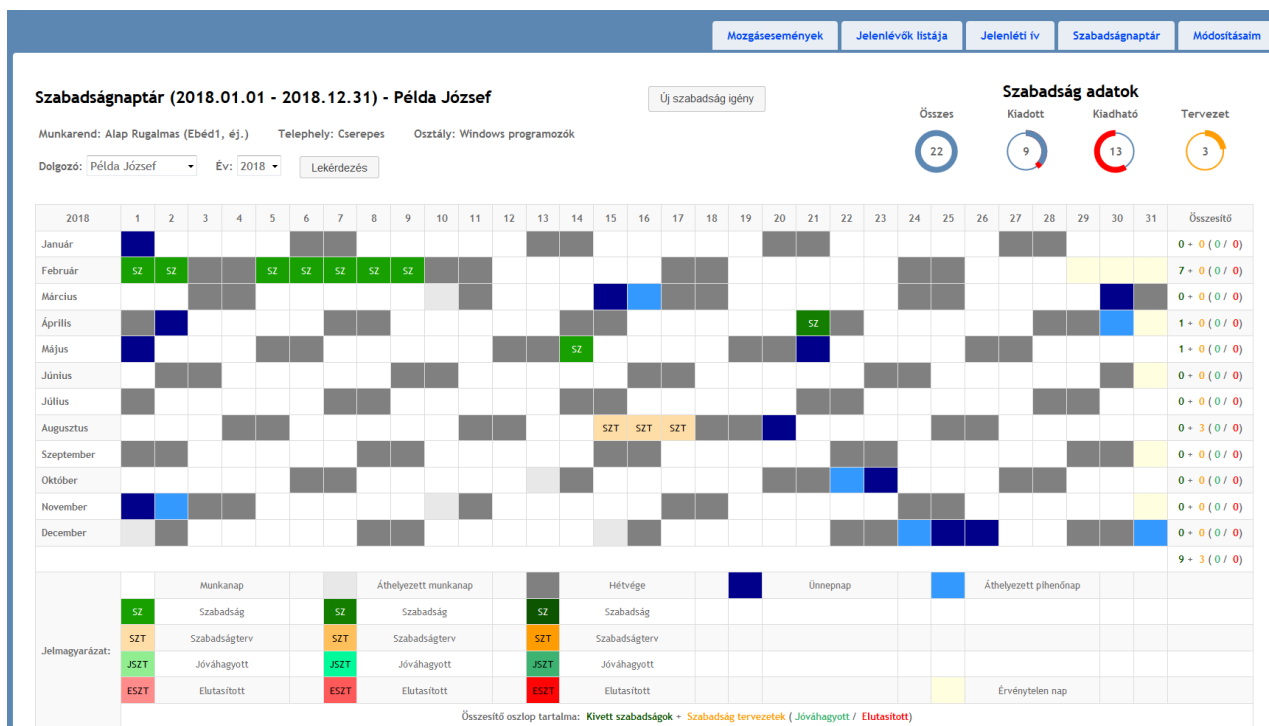 Mozgásesemények Jelenlévők listája Jelenléti ív Szabadságnaptár Módosításaim
Szabadságnaptár (2018.01.01 - 2018.12.31) - Példa József
Új szabadság igény
Szabadság adatok
Összes Kiadott Kiadható Tervezet
22 9 13 3
Munkarend: Alap Rugalmas (Ebéd1, éj.) Telephely: Cserepes Osztály: Windows programozók
Dolgozó: Példa József Év: 2018 Lekérdezés
2018 1 2 3 4 5 6 7 8 9 10 11 12 13 14 15 16 17 18 19 20 21 22 23 24 25 26 27 28 29 30 31 Összesítő
Január 0 + 0 ( 0 / 0)
Február SZ SZ SZ SZ SZ SZ SZ 7 + 0 ( 0 / 0)
Március 0 + 0 ( 0 / 0)
Április SZ 1 + 0 ( 0 / 0)
Május SZ 1 + 0 ( 0 / 0)
Június 0 + 0 ( 0 / 0)
Július 0 + 0 ( 0 / 0)
Augusztus SZT SZT SZT 0 + 3 ( 0 / 0)
Szeptember 0 + 0 ( 0 / 0)
Október 0 + 0 ( 0 / 0)
November 0 + 0 ( 0 / 0)
December 0 + 0 ( 0 / 0)
9 + 3 ( 0 / 0)
Jelmagyarázat:
Munkanap Áthelyezett munkanap Hétvége Ünnepnap Áthelyezett pihenőnap
SZ Szabadság SZ Szabadság SZ Szabadság
SZT Szabadságterv SZT Szabadságterv SZT Szabadságterv
JSZT Jóváhagyott JSZT Jóváhagyott JSZT Jóváhagyott
ESZT Elutasított ESZT Elutasított ESZT Elutasított Érvénytelen nap
Összesítő oszlop tartalma: Kivett szabadságok + Szabadság tervezetek ( Jóváhagyott / Elutasított)